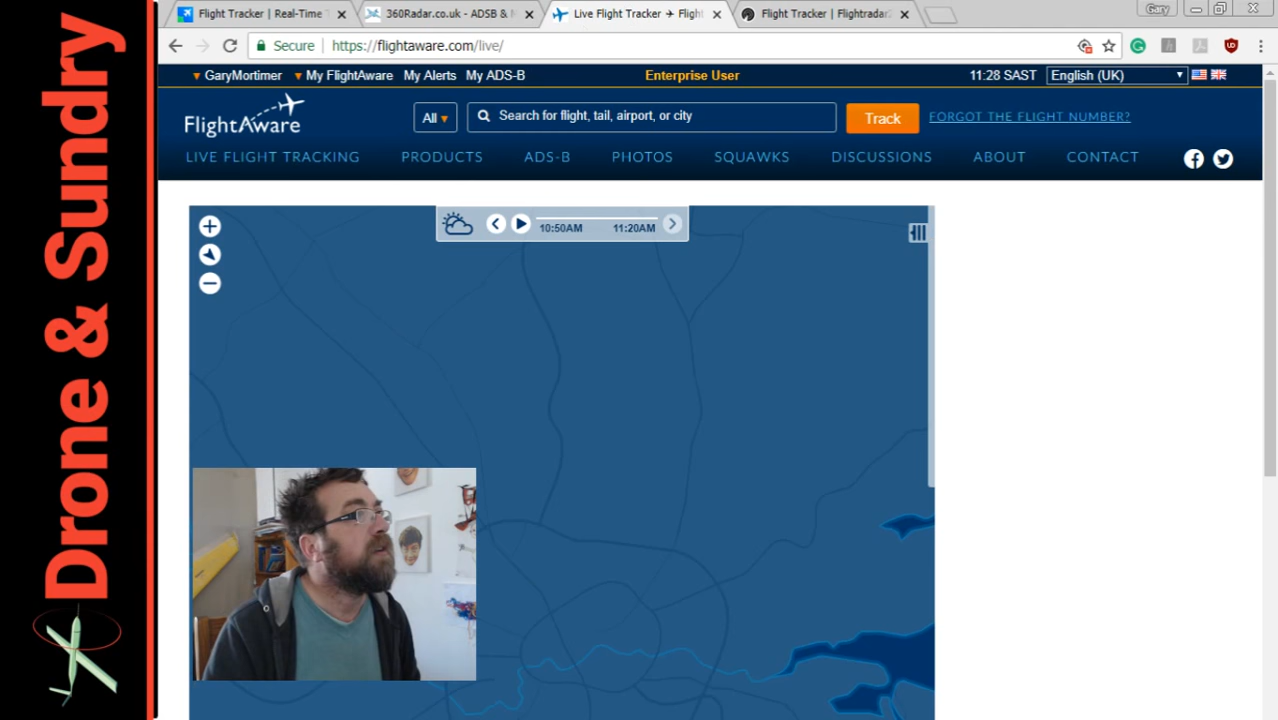 Drone & Sundry
Flight Tracker | Real-Time
360Radar.co.uk - ADSB &
Live Flight Tracker ✈ Flight
Flight Tracker | Flightradar
Gary
Secure
https://flightaware.com/live/
▼ GaryMortimer ▼ My FlightAware My Alerts My ADS-B
Enterprise User
11:28 SAST
English (UK)
FlightAware
All ▼
Search for flight, tail, airport, or city
Track
FORGOT THE FLIGHT NUMBER?
LIVE FLIGHT TRACKING PRODUCTS ADS-B PHOTOS SQUAWKS DISCUSSIONS ABOUT CONTACT
10:50AM 11:20AM